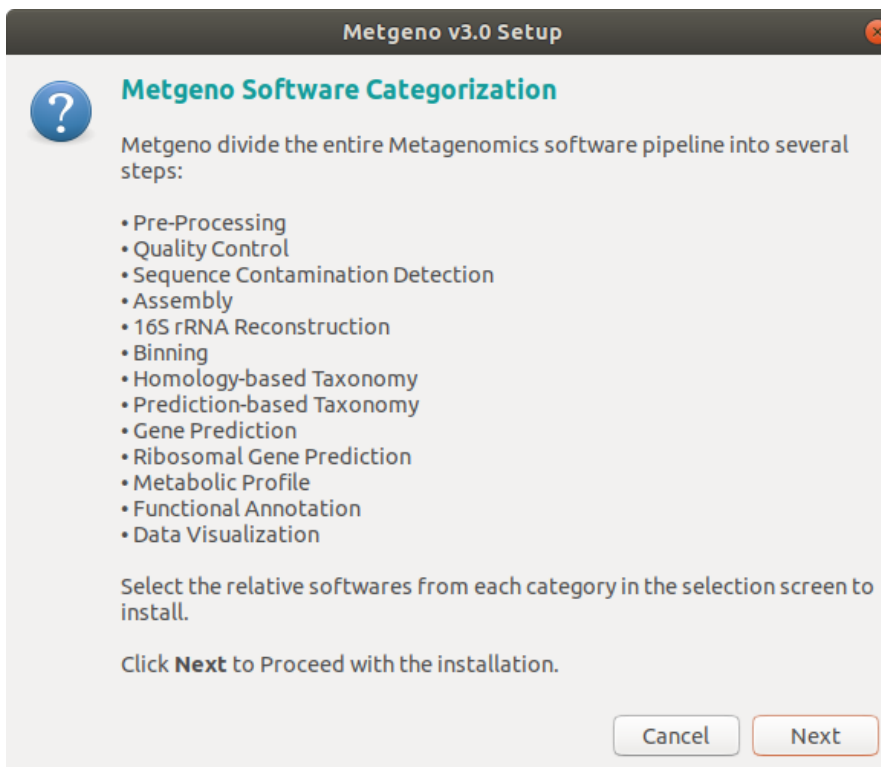 Metgeno v3.0 Setup
Metgeno Software Categorization
Metgeno divide the entire Metagenomics software pipeline into several
steps:
• Pre-Processing
• Quality Control
• Sequence Contamination Detection
• Assembly
• 16S rRNA Reconstruction
• Binning
• Homology-based Taxonomy
• Prediction-based Taxonomy
• Gene Prediction
• Ribosomal Gene Prediction
• Metabolic Profile
• Functional Annotation
• Data Visualization
Select the relative softwares from each category in the selection screen to
install.
Click Next to Proceed with the installation.
Cancel Next